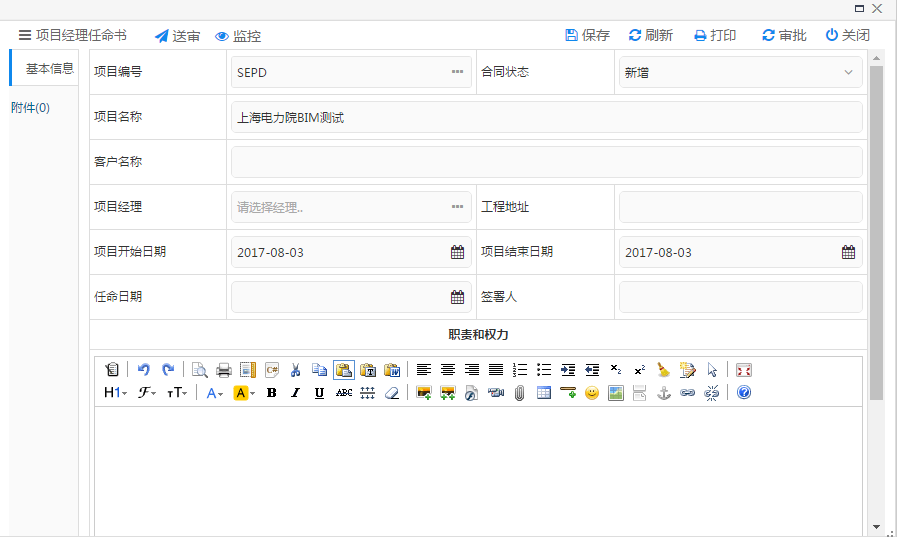 项目经理任命书 送审 监控 保存 刷新 打印 审批 关闭
基本信息
附件(0)
项目编号 SEPD 合同状态 新增
项目名称 上海电力院BIM测试
客户名称
项目经理 请选择经理.. 工程地址
项目开始日期 2017-08-03 项目结束日期 2017-08-03
任命日期 签署人
职责和权力